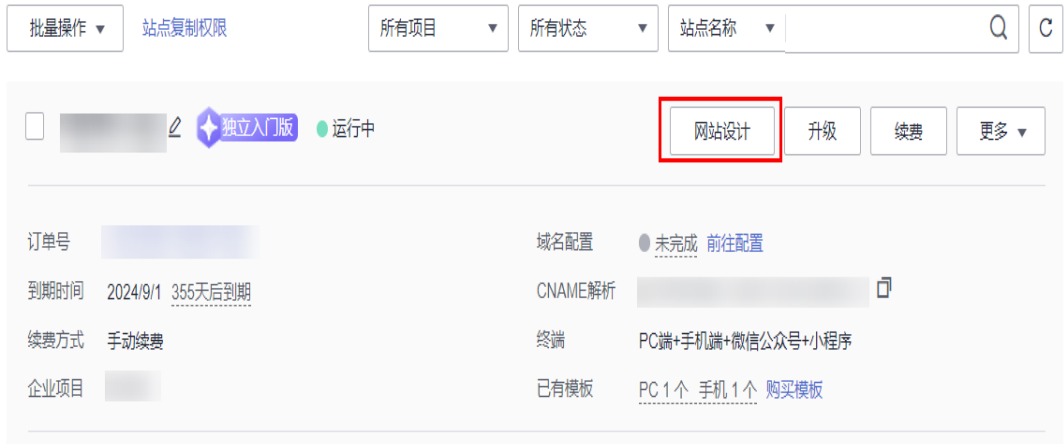 批量操作 站点复制权限 所有项目 所有状态 站点名称
独立入门版 运行中 网站设计 升级 续费 更多
订单号 域名配置 未完成 前往配置
到期时间 2024/9/1 355天后到期 CNAME解析
续费方式 手动续费 终端 PC端+手机端+微信公众号+小程序
企业项目 已有模板 PC 1个 手机 1个 购买模板